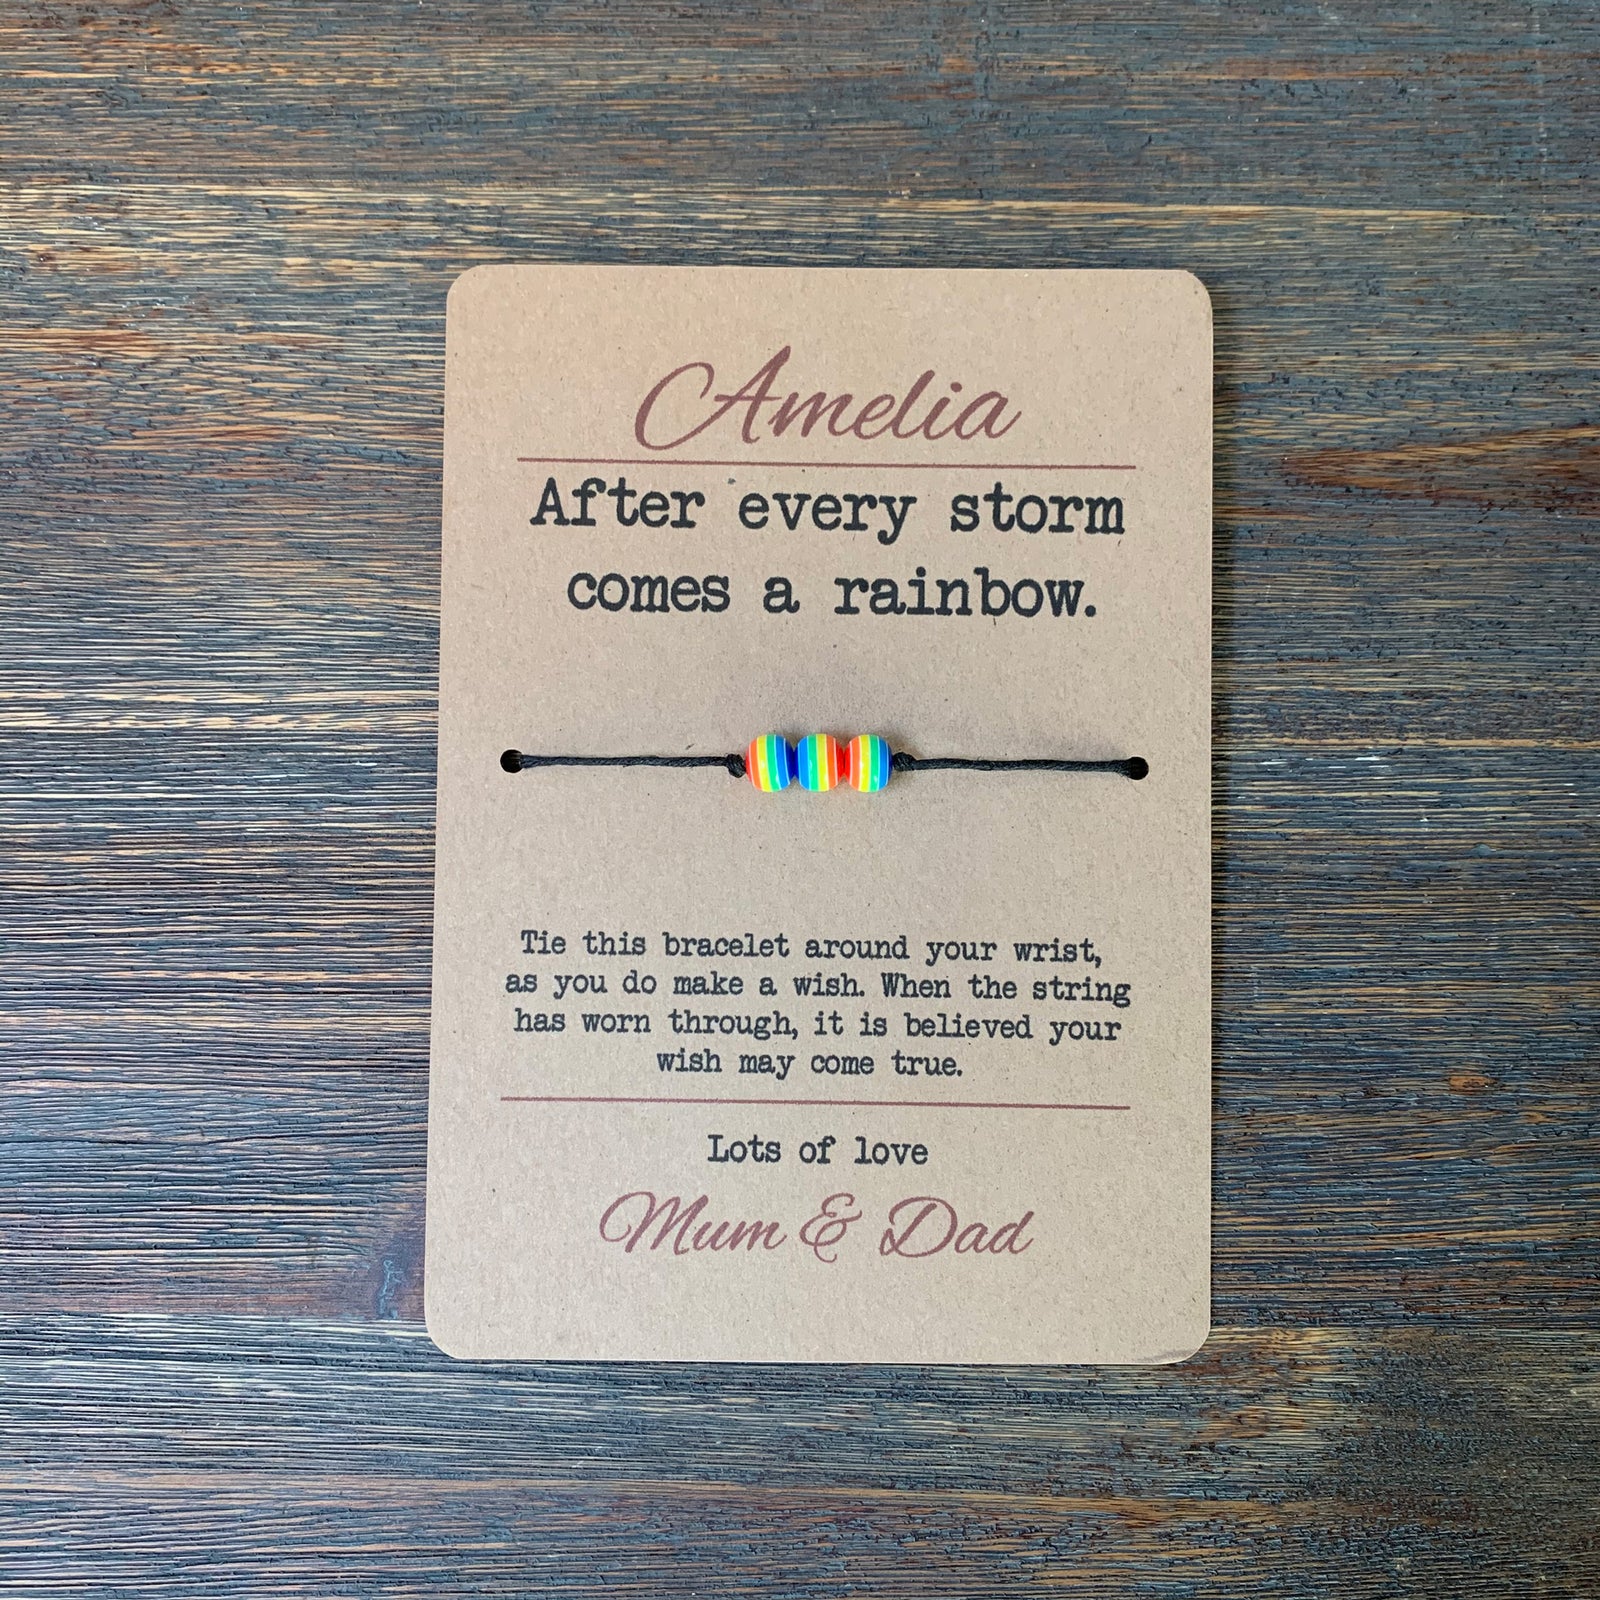 Amelia
After every storm
comes a rainbow.
Tie this bracelet around your wrist,
as you do make a wish. When the string
has worn through, it is believed your
wish may come true.
Lots of love
Mum & Dad